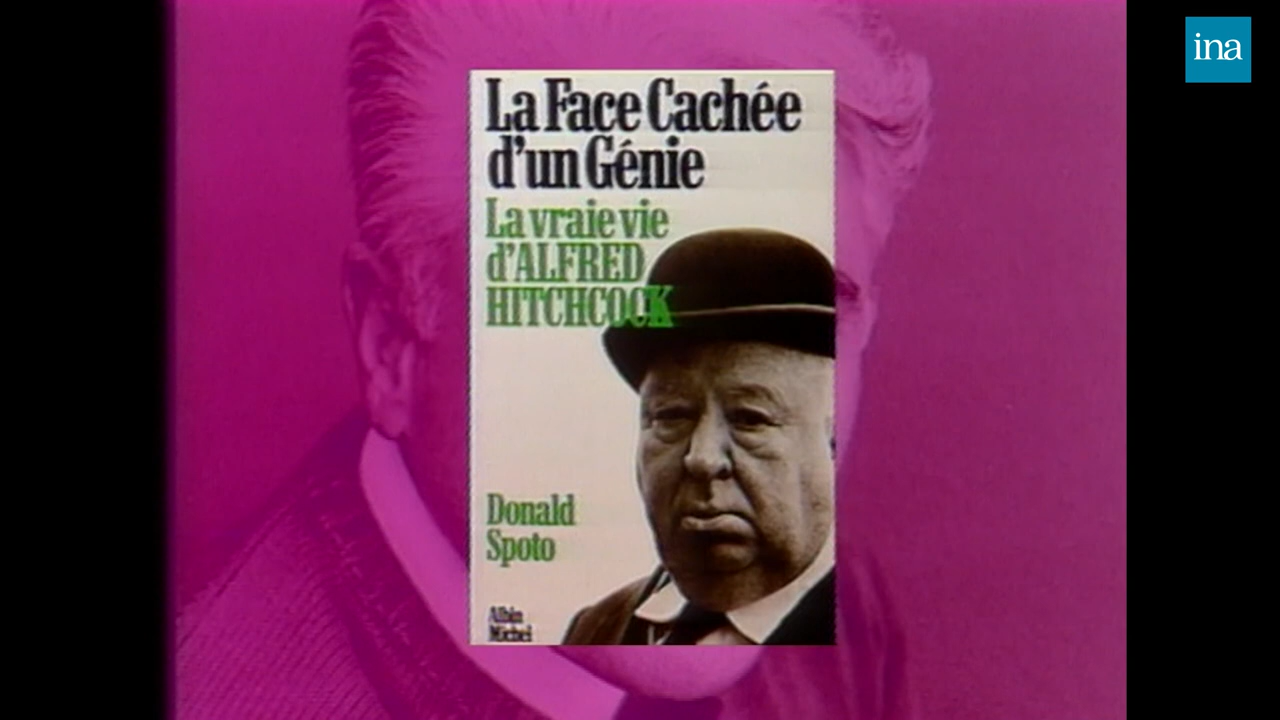 ina
La Face Cachée
d'un Génie
La vraie vie
d'ALFRED
HITCHCOCK
Donald
Spoto
Albin
Michel